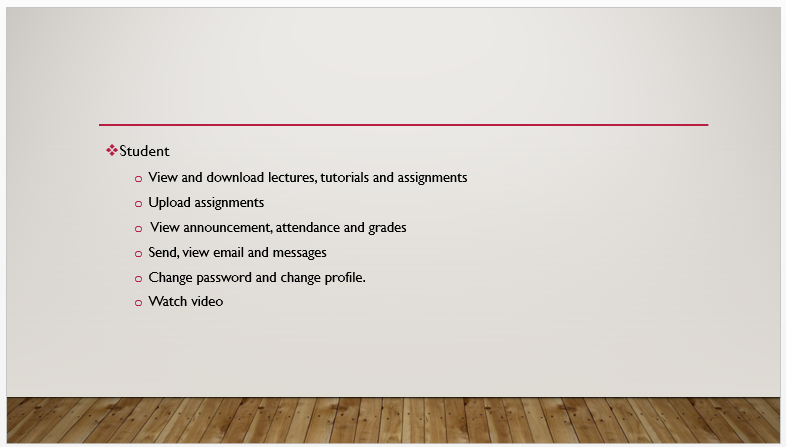 ❖Student
o View and download lectures, tutorials and assignments
o Upload assignments
o View announcement, attendance and grades
o Send, view email and messages
o Change password and change profile.
o Watch video